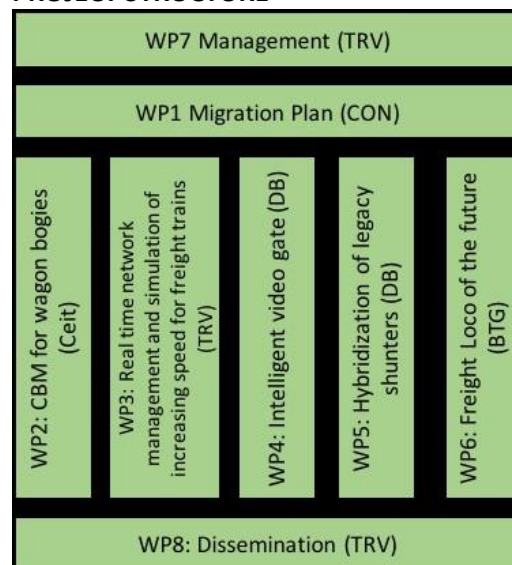 WP7 Management (TRV)
WP1 Migration Plan (CON)
WP2: CBM for wagon bogies
(Ceit)
WP3: Real time network
management and simulation of
increasing speed for freight trains
(TRV)
WP4: Intelligent video gate (DB)
WP5: Hybridization of legacy
shunters (DB)
WP6: Freight Loco of the future
(BTG)
WP8: Dissemination (TRV)